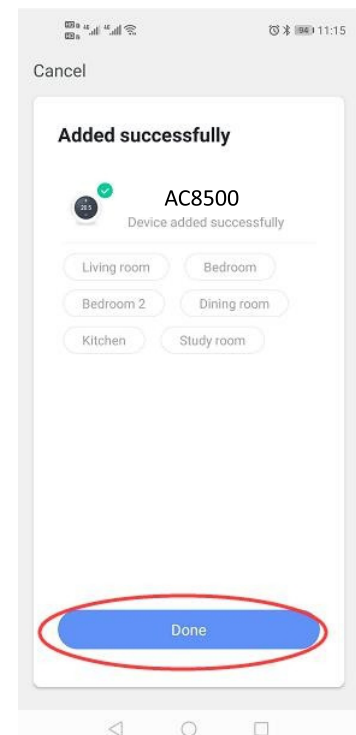 94 11:15
Cancel
Added successfully
AC8500
Device added successfully
Living room Bedroom
Bedroom 2 Dining room
Kitchen Study room
Done